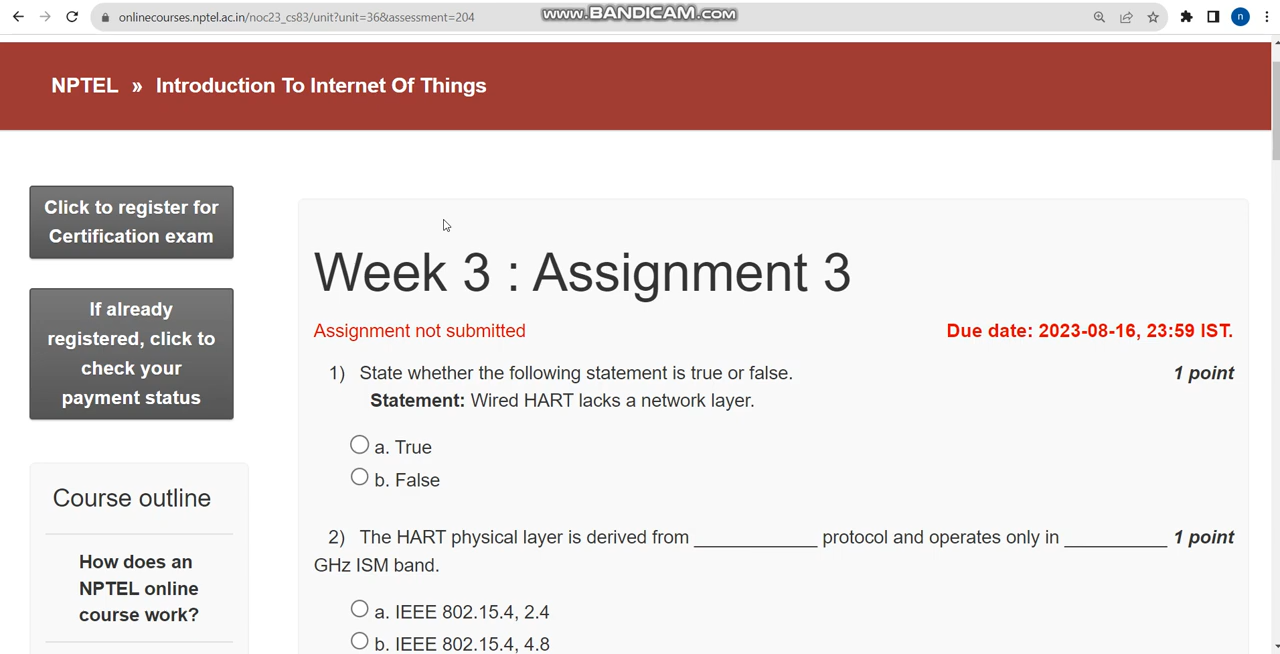 onlinecourses.nptel.ac.in/noc23_cs83/unit?unit=36&assessment=204
WWW.BANDICAM.COM
n
NPTEL » Introduction To Internet Of Things
Click to register for
Certification exam
If already
registered, click to
check your
payment status
Course outline
How does an
NPTEL online
course work?
Week 3 : Assignment 3
Assignment not submitted
Due date: 2023-08-16, 23:59 IST.
1) State whether the following statement is true or false. 1 point
Statement: Wired HART lacks a network layer.
a. True
b. False
2) The HART physical layer is derived from ____________ protocol and operates only in __________ 1 point
GHz ISM band.
a. IEEE 802.15.4, 2.4
b. IEEE 802.15.4, 4.8